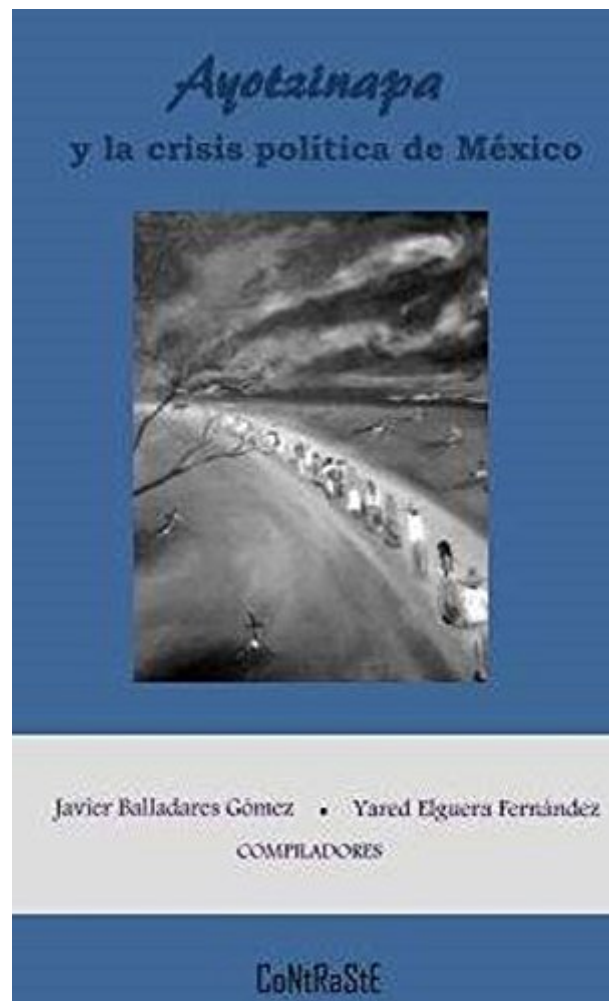 Ayotzinapa
y la crisis política de México
Javier Balladares Gómez . Yared Elguera Fernández
COMPILADORES
CoNtRaStE